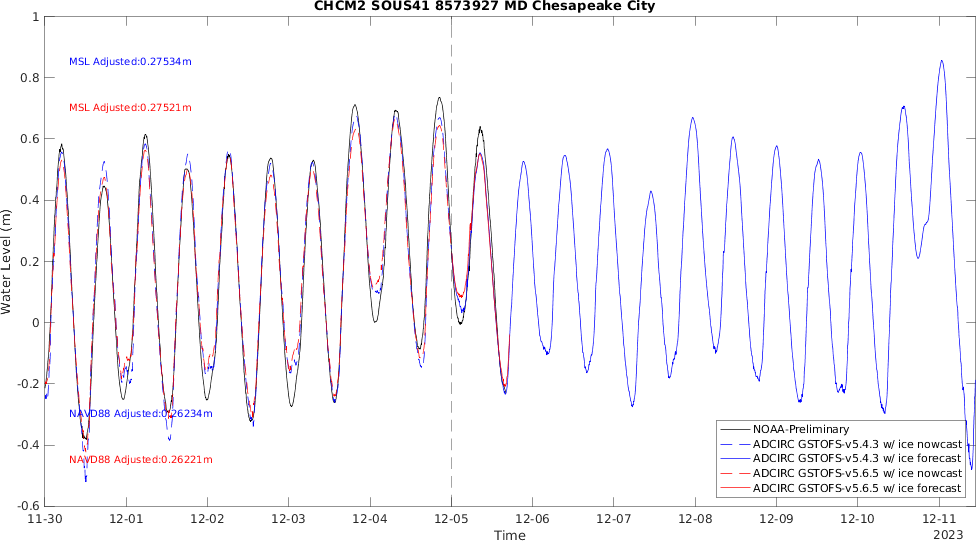 CHCM2 SOUS41 8573927 MD Chesapeake City
1
0.8
0.6
0.4
0.2
0
-0.2
-0.4
-0.6
Water Level (m)
MSL Adjusted:0.27534m
MSL Adjusted:0.27521m
NAVD88 Adjusted:0.26234m
NAVD88 Adjusted:0.26221m
NOAA-Preliminary
ADCIRC GSTOFS-v5.4.3 w/ ice nowcast
ADCIRC GSTOFS-v5.4.3 w/ ice forecast
ADCIRC GSTOFS-v5.6.5 w/ ice nowcast
ADCIRC GSTOFS-v5.6.5 w/ ice forecast
11-30 12-01 12-02 12-03 12-04 12-05 12-06 12-07 12-08 12-09 12-10 12-11
2023
Time